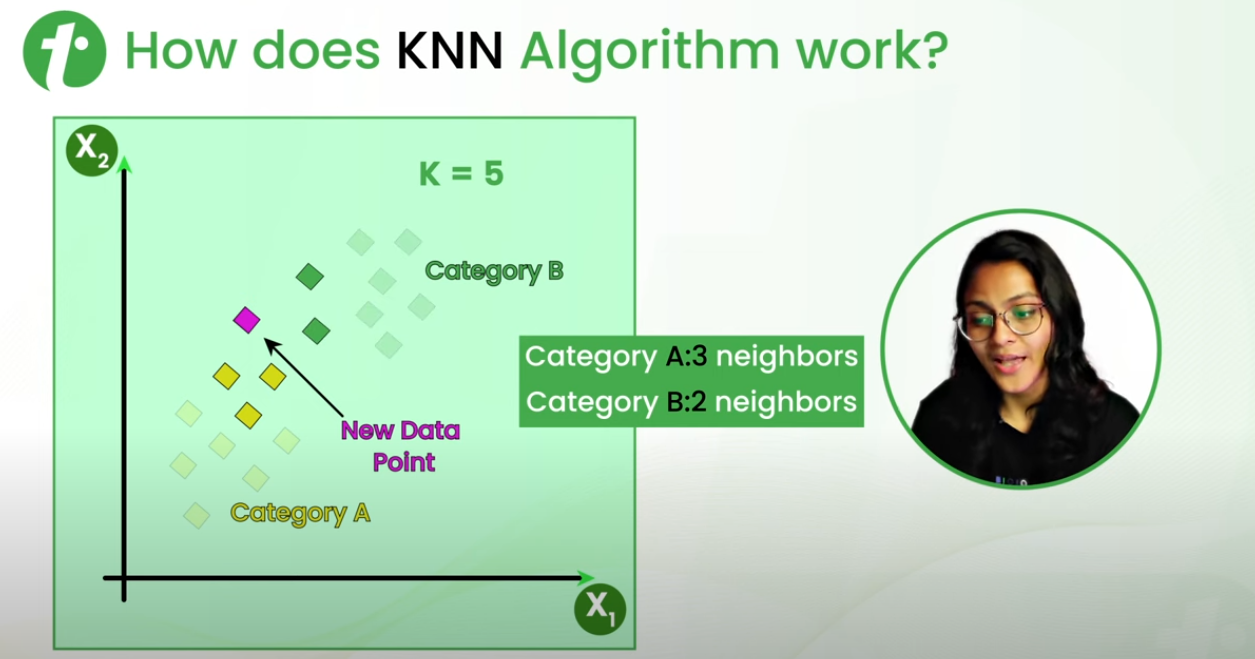 How does KNN Algorithm work?
X₂
K = 5
Category B
Category A:3 neighbors
Category B:2 neighbors
New Data
Point
Category A
X₁